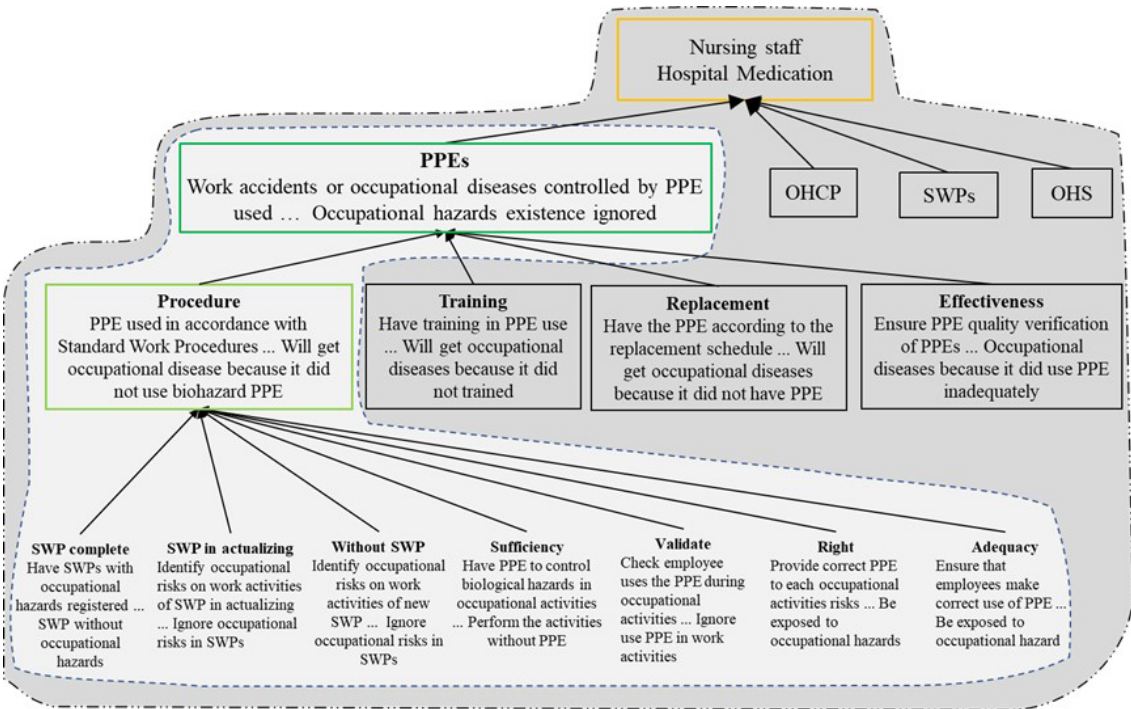 Nursing staff
Hospital Medication
PPEs
Work accidents or occupational diseases controlled by PPE
used … Occupational hazards existence ignored
OHCP
SWPs
OHS
Procedure
PPE used in accordance with
Standard Work Procedures ... Will get
occupational disease because it did
not use biohazard PPE
Training
Have training in PPE use
... Will get occupational
diseases because it did
not trained
Replacement
Have the PPE according to the
replacement schedule ... Will
get occupational diseases
because it did not have PPE
Effectiveness
Ensure PPE quality verification
of PPEs ... Occupational
diseases because it did use PPE
inadequately
SWP complete
Have SWPs with
occupational
hazards registered ...
SWP without
occupational
hazards
SWP in actualizing
Identify occupational
risks on work activities
of SWP in actualizing
... Ignore occupational
risks in SWPs
Without SWP
Identify occupational
risks on work
activities of new
SWP ... Ignore
occupational risks in
SWPs
Sufficiency
Have PPE to control
biological hazards in
occupational activities
... Perform the activities
without PPE
Validate
Check employee
uses the PPE during
occupational
activities ... Ignore
use PPE in work
activities
Right
Provide correct PPE
to each occupational
activities risks ... Be
exposed to
occupational hazards
Adequacy
Ensure that
employees make
correct use of PPE ...
Be exposed to
occupational hazard